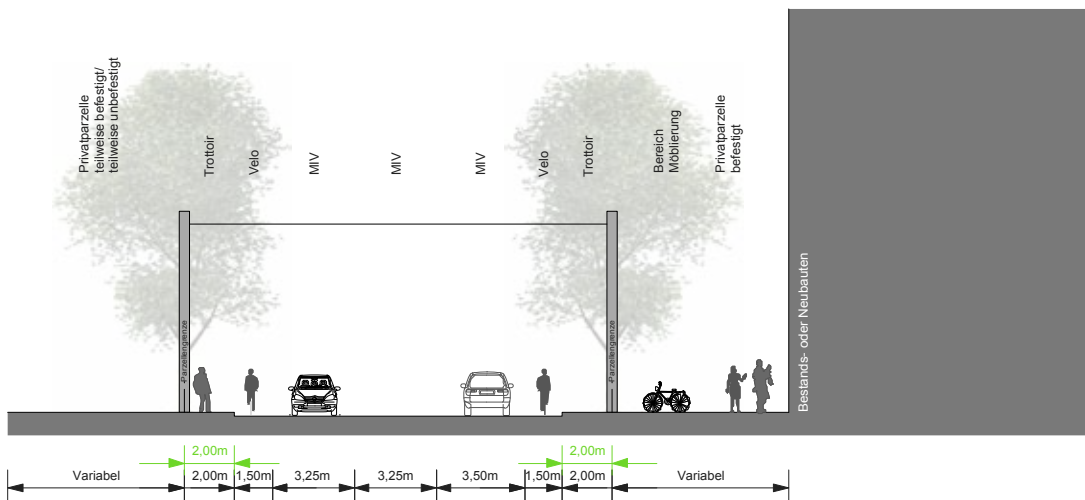 Privatparzelle
teilweise befestigt/
teilweise unbefestigt
Trottoir
Velo
MIV
MIV
MIV
Velo
Trottoir
Bereich
Möblierung
Privatparzelle
befestigt
Parzellengrenze
Parzellengrenze
Bestands- oder Neubauten
2,00m
2,00m
Variabel
2,00m
1,50m
3,25m
3,25m
3,50m
1,50m
2,00m
Variabel